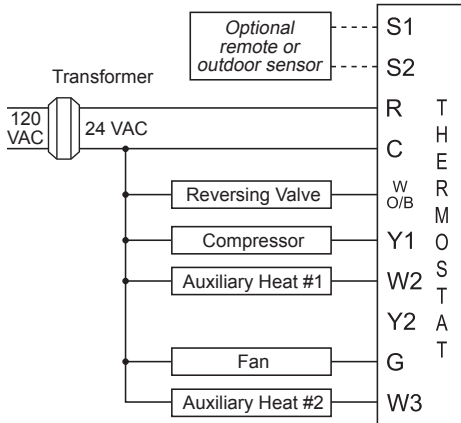 Optional
remote or
outdoor sensor
S1
S2
Transformer
120
VAC
24 VAC
R
C
Reversing Valve
W
O/B
Compressor
Y1
Auxiliary Heat #1
W2
Y2
Fan
G
Auxiliary Heat #2
W3
THERMOSTAT